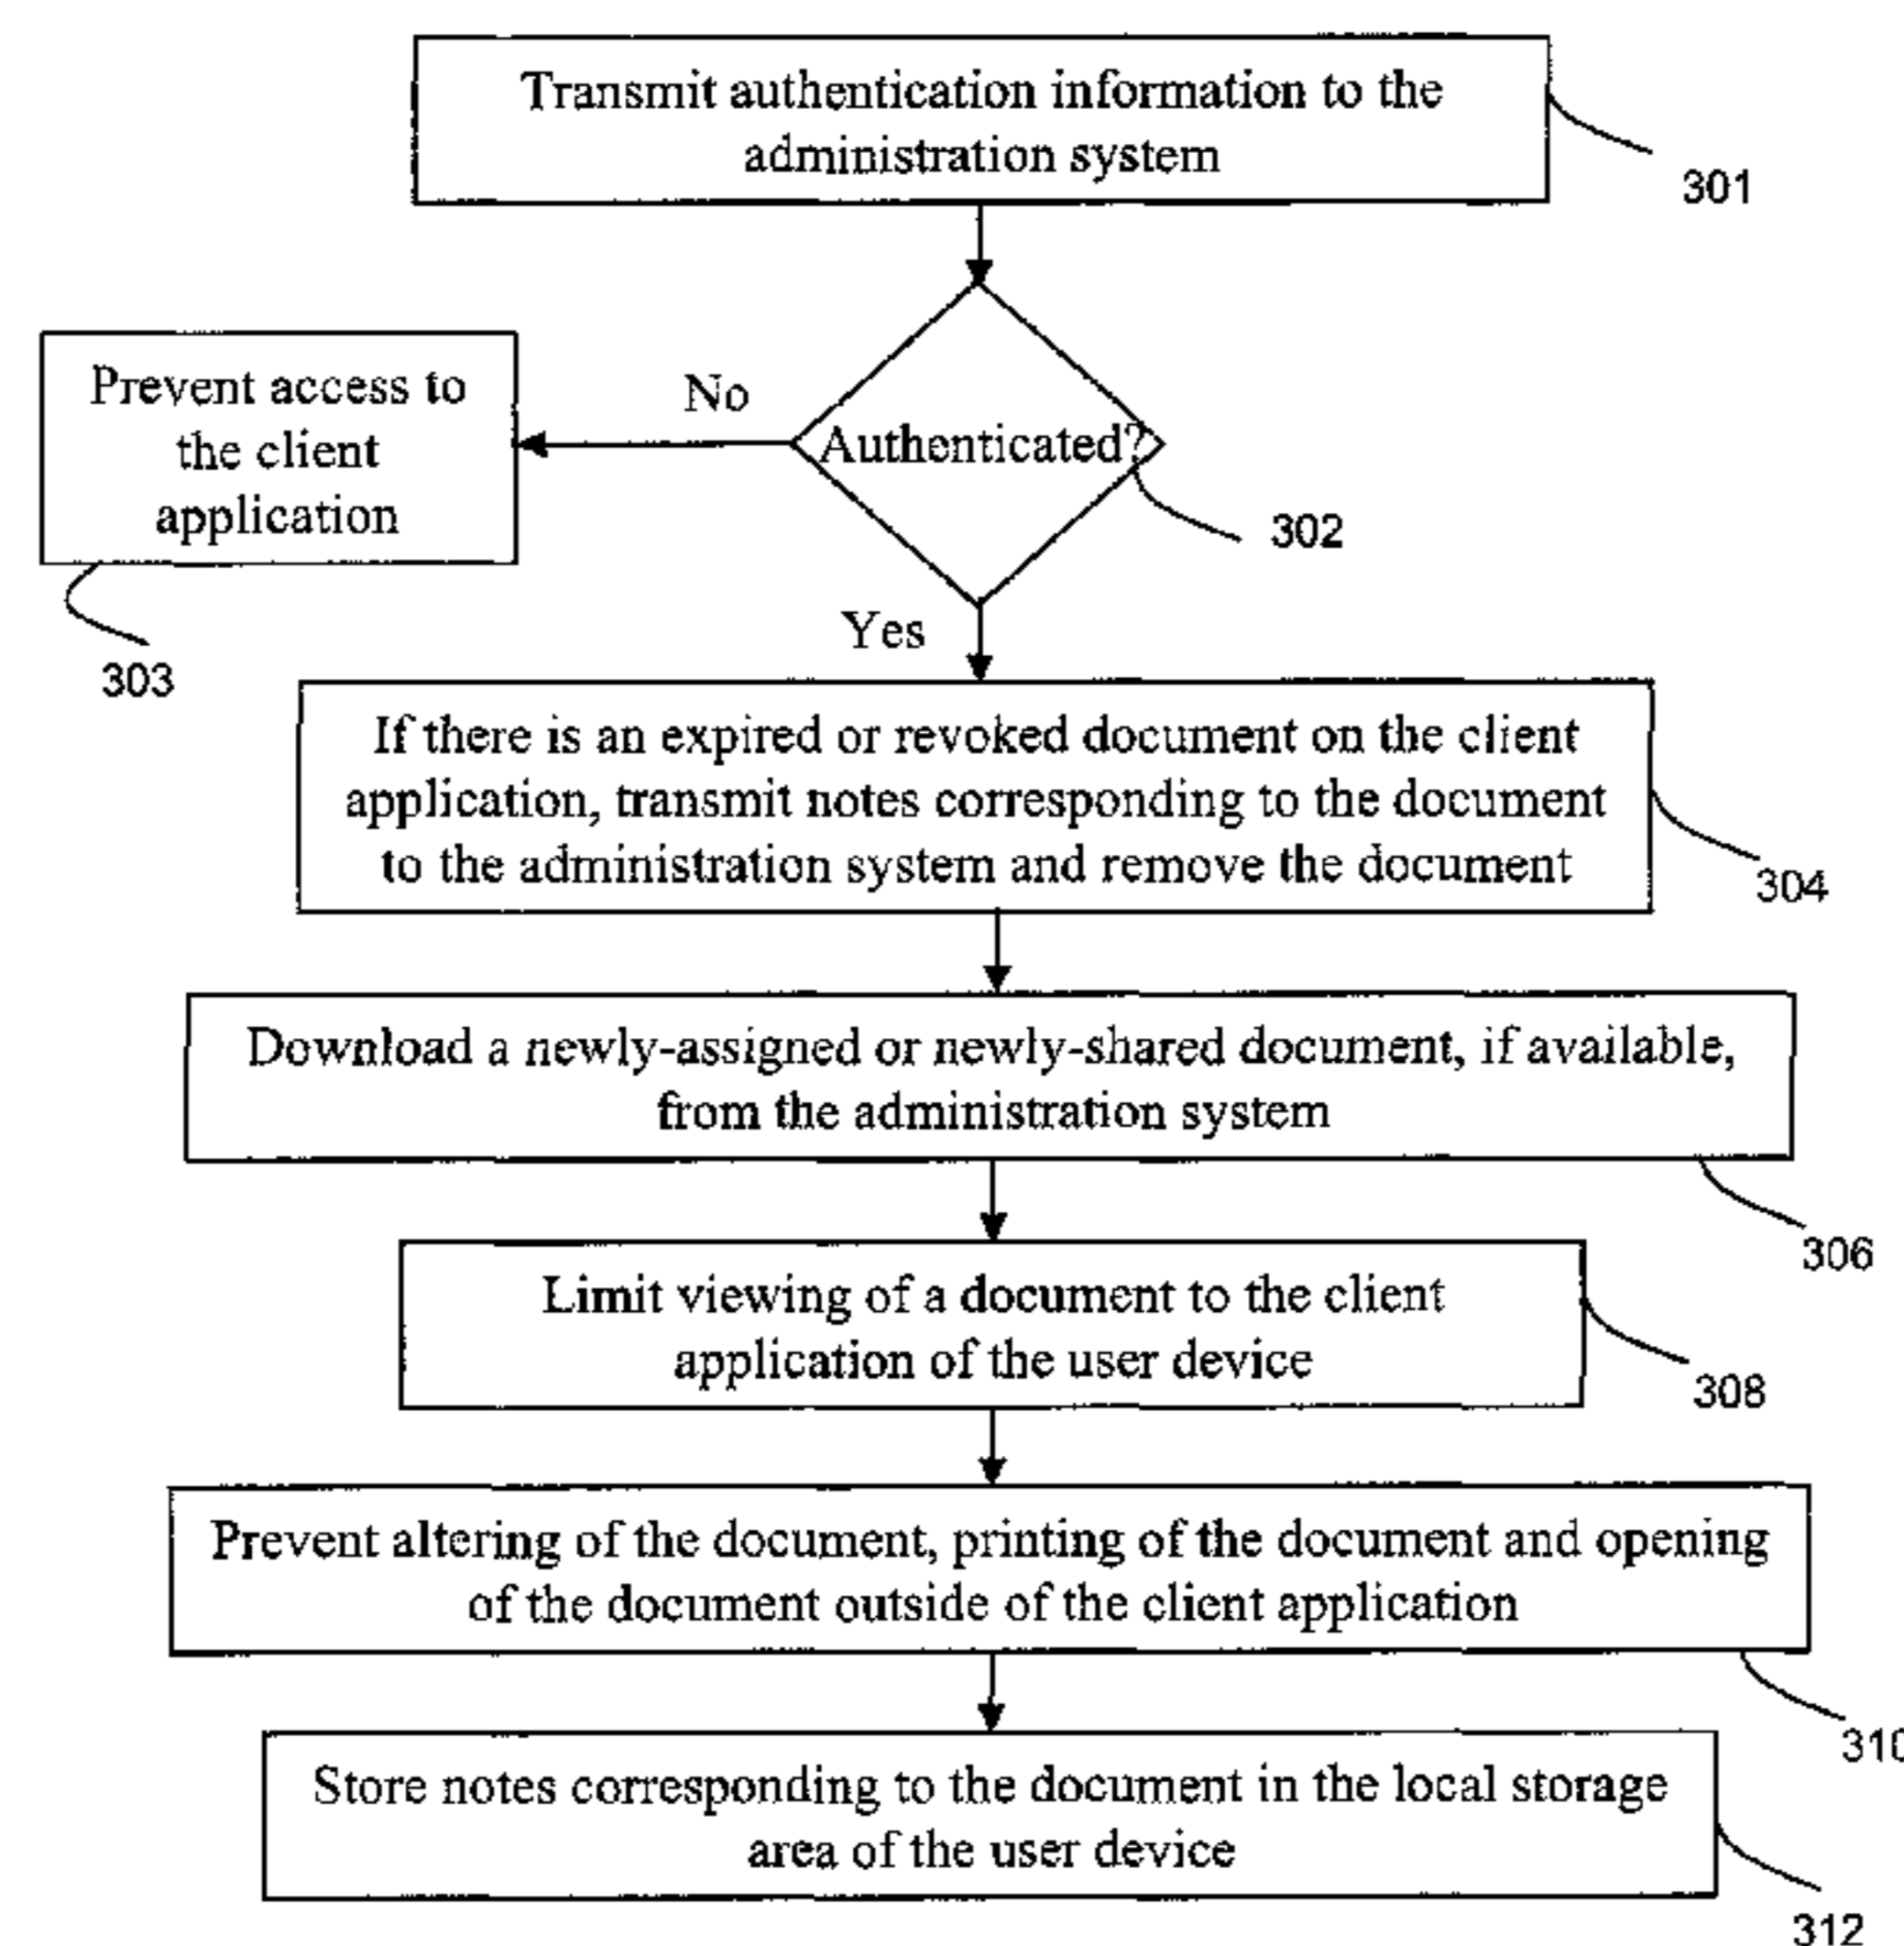 Transmit authentication information to the
administration system
301
Prevent access to
the client
application
No
Authenticated?
302
Yes
303
If there is an expired or revoked document on the client
application, transmit notes corresponding to the document
to the administration system and remove the document
304
Download a newly-assigned or newly-shared document, if available,
from the administration system
306
Limit viewing of a document to the client
application of the user device
308
Prevent altering of the document, printing of the document and opening
of the document outside of the client application
310
Store notes corresponding to the document in the local storage
area of the user device
312